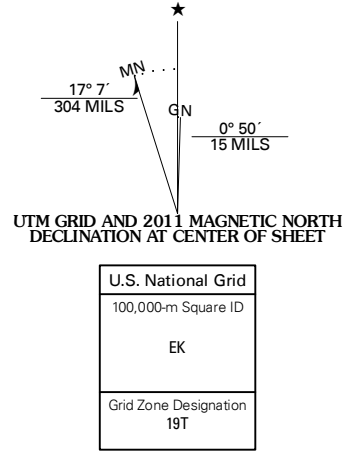 ★
MN
17° 7´
304 MILS
GN
0° 50´
15 MILS
UTM GRID AND 2011 MAGNETIC NORTH
DECLINATION AT CENTER OF SHEET
U.S. National Grid
100,000-m Square ID
EK
Grid Zone Designation
19T